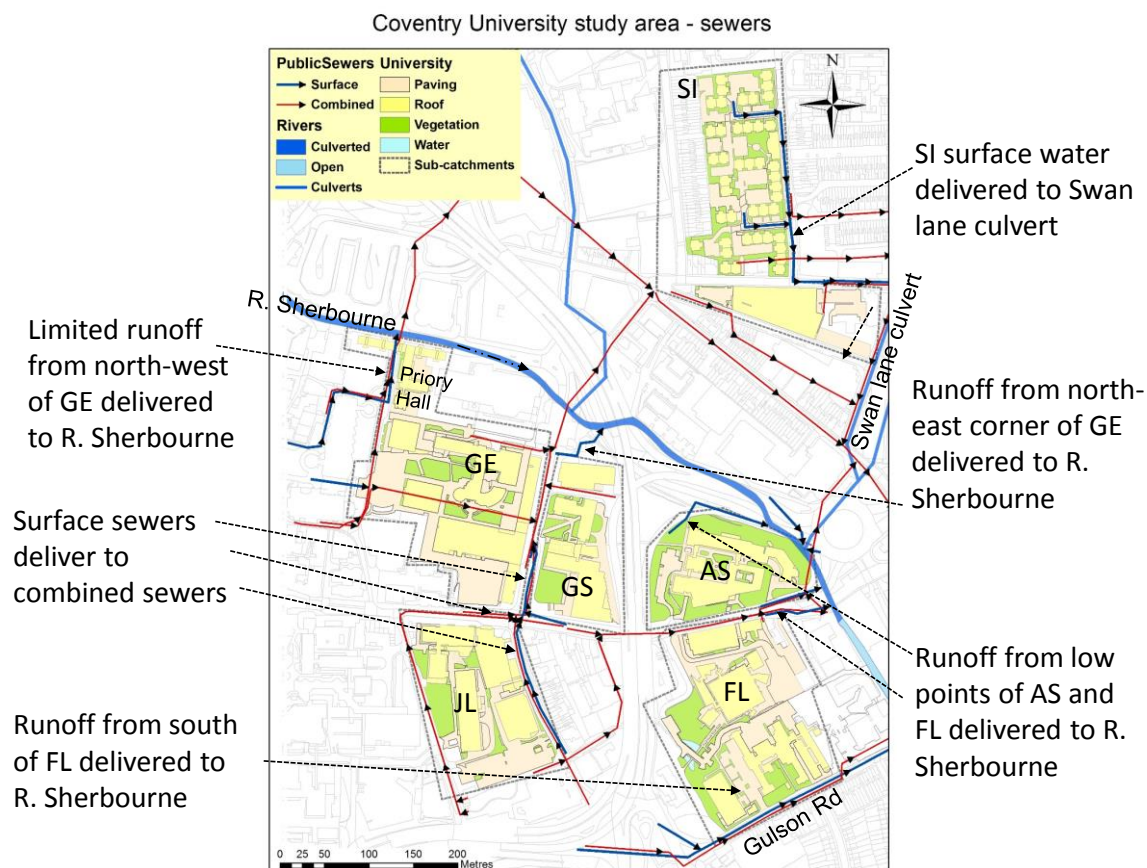 Coventry University study area - sewers
PublicSewers
Surface
Combined
Rivers
Culverted
Open
Culverts
University
Paving
Roof
Vegetation
Water
Sub-catchments
N
SI
SI surface water
delivered to Swan
lane culvert
R. Sherbourne
Swan lane culvert
Limited runoff
from north-west
of GE delivered
to R. Sherbourne
Priory
Hall
Runoff from north-
east corner of GE
delivered to R.
Sherbourne
GE
Surface sewers
deliver to
combined sewers
GS
AS
JL
FL
Runoff from low
points of AS and
FL delivered to R.
Sherbourne
Runoff from south
of FL delivered to
R. Sherbourne
Gulson Rd
0 25 50 100 150 200
Metres